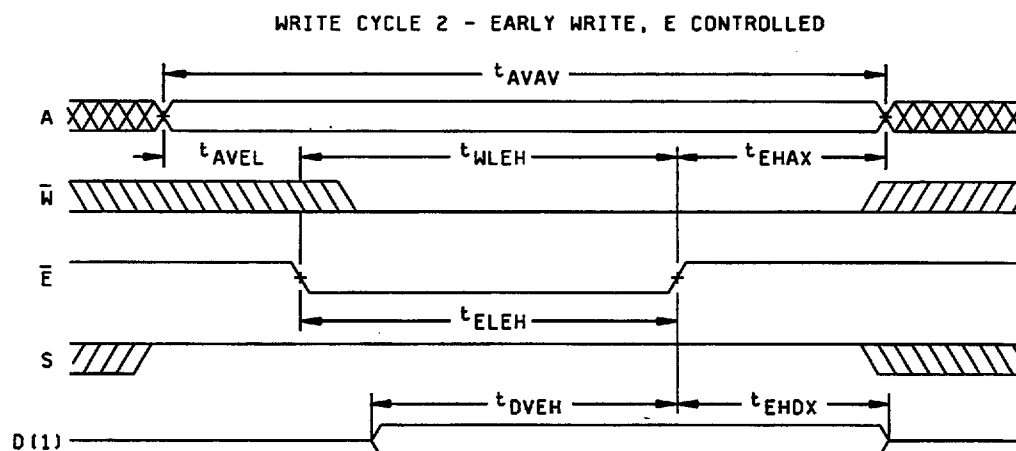 WRITE CYCLE 2 - EARLY WRITE, E CONTROLLED
tAVAV
A
tAVEL tWLEH tEHAX
W̅
E̅
tELEH
S
tDVEH tEHDX
D(1)